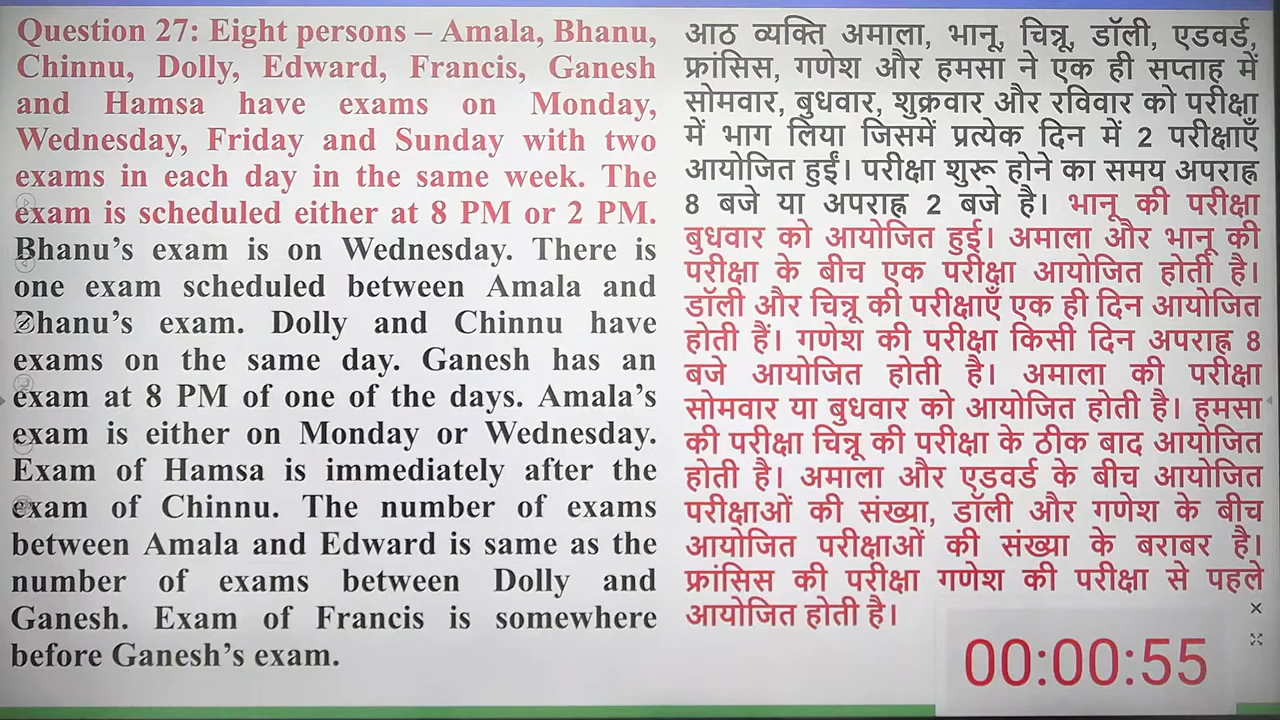 Question 27: Eight persons – Amala, Bhanu,
Chinnu, Dolly, Edward, Francis, Ganesh
and Hamsa have exams on Monday,
Wednesday, Friday and Sunday with two
exams in each day in the same week. The
exam is scheduled either at 8 PM or 2 PM.
Bhanu’s exam is on Wednesday. There is
one exam scheduled between Amala and
Bhanu’s exam. Dolly and Chinnu have
exams on the same day. Ganesh has an
exam at 8 PM of one of the days. Amala’s
exam is either on Monday or Wednesday.
Exam of Hamsa is immediately after the
exam of Chinnu. The number of exams
between Amala and Edward is same as the
number of exams between Dolly and
Ganesh. Exam of Francis is somewhere
before Ganesh’s exam.
आठ व्यक्ति अमाला, भानू, चिन्नू, डॉली, एडवर्ड,
फ्रांसिस, गणेश और हमसा ने एक ही सप्ताह में
सोमवार, बुधवार, शुक्रवार और रविवार को परीक्षा
में भाग लिया जिसमें प्रत्येक दिन में 2 परीक्षाएँ
आयोजित हुईं। परीक्षा शुरू होने का समय अपराह्न
8 बजे या अपराह्न 2 बजे है। भानू की परीक्षा
बुधवार को आयोजित हुई। अमाला और भानू की
परीक्षा के बीच एक परीक्षा आयोजित होती है।
डॉली और चिन्नू की परीक्षाएँ एक ही दिन आयोजित
होती हैं। गणेश की परीक्षा किसी दिन अपराह्न 8
बजे आयोजित होती है। अमाला की परीक्षा
सोमवार या बुधवार को आयोजित होती है। हमसा
की परीक्षा चिन्नू की परीक्षा के ठीक बाद आयोजित
होती है। अमाला और एडवर्ड के बीच आयोजित
परीक्षाओं की संख्या, डॉली और गणेश के बीच
आयोजित परीक्षाओं की संख्या के बराबर है।
फ्रांसिस की परीक्षा गणेश की परीक्षा से पहले
आयोजित होती है।
00:00:55